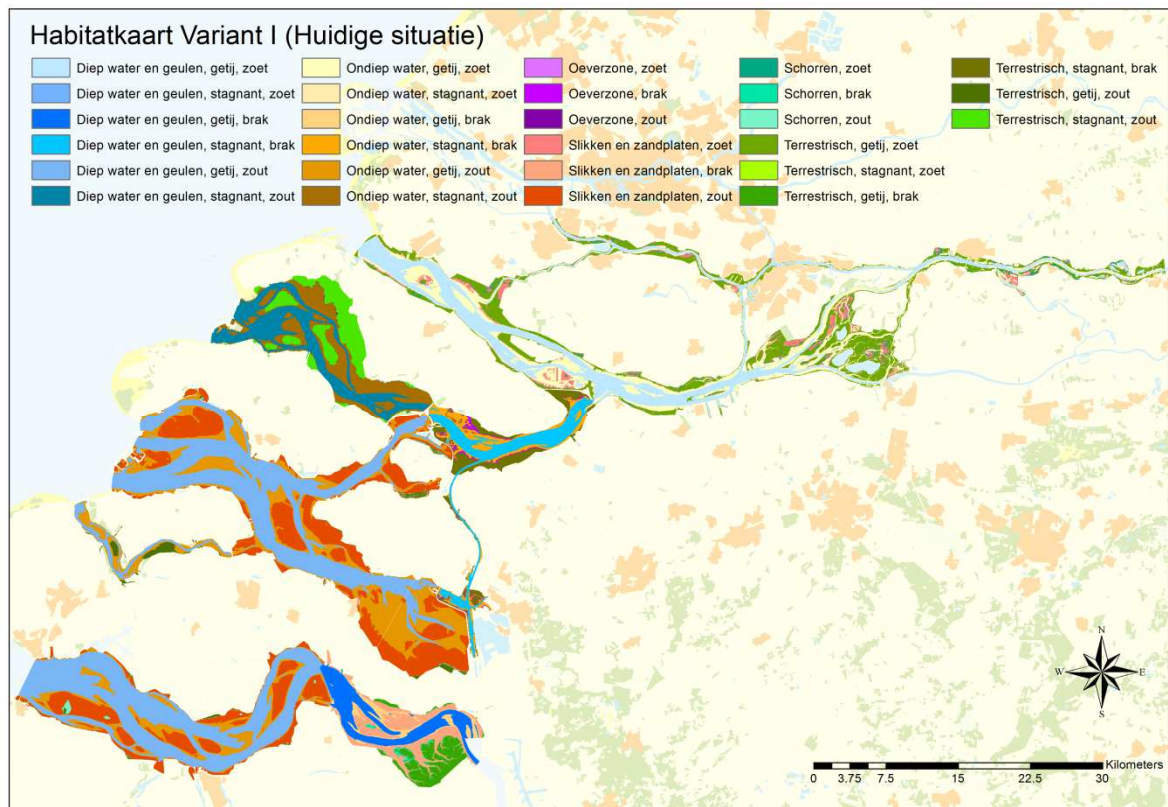 Habitatkaart Variant I (Huidige situatie)
Diep water en geulen, getij, zoet
Diep water en geulen, stagnant, zoet
Diep water en geulen, getij, brak
Diep water en geulen, stagnant, brak
Diep water en geulen, getij, zout
Diep water en geulen, stagnant, zout
Ondiep water, getij, zoet
Ondiep water, stagnant, zoet
Ondiep water, getij, brak
Ondiep water, stagnant, brak
Ondiep water, getij, zout
Ondiep water, stagnant, zout
Oeverzone, zoet
Oeverzone, brak
Oeverzone, zout
Slikken en zandplaten, zoet
Slikken en zandplaten, brak
Slikken en zandplaten, zout
Schorren, zoet
Schorren, brak
Schorren, zout
Terrestrisch, getij, zoet
Terrestrisch, stagnant, zoet
Terrestrisch, getij, brak
Terrestrisch, stagnant, brak
Terrestrisch, getij, zout
Terrestrisch, stagnant, zout
N
W E
S
Kilometers
0 3.75 7.5 15 22.5 30